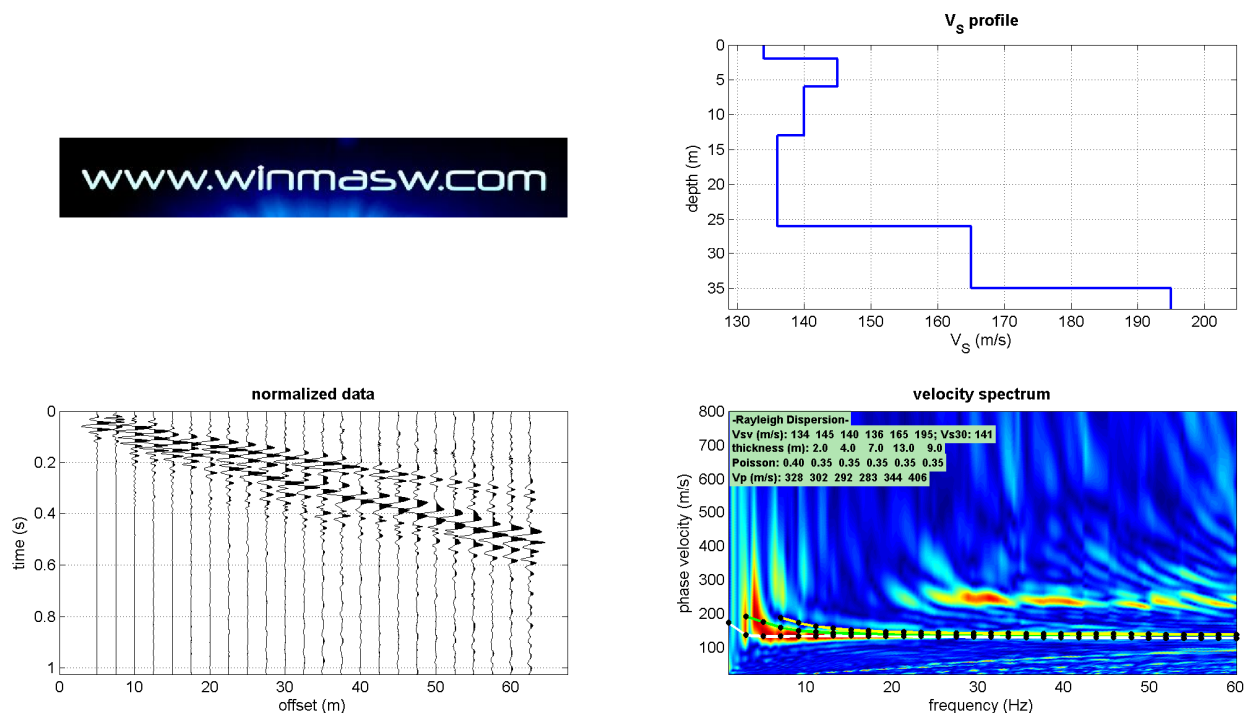 www.winmasw.com
V_S profile
0
5
10
15
20
25
30
35
depth (m)
130 140 150 160 170 180 190 200
V_S (m/s)
normalized data
0
0.2
0.4
0.6
0.8
1
time (s)
0 10 20 30 40 50 60
offset (m)
velocity spectrum
800
700
600
500
400
300
200
100
phase velocity (m/s)
-Rayleigh Dispersion-
Vsv (m/s): 134 145 140 136 165 195; Vs30: 141
thickness (m): 2.0 4.0 7.0 13.0 9.0
Poisson: 0.40 0.35 0.35 0.35 0.35 0.35
Vp (m/s): 328 302 292 283 344 406
10 20 30 40 50 60
frequency (Hz)